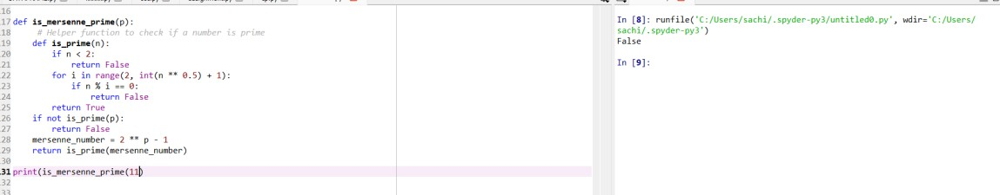 16
17 def is_mersenne_prime(p):
18     # Helper function to check if a number is prime
19     def is_prime(n):
20         if n < 2:
21             return False
22         for i in range(2, int(n ** 0.5) + 1):
23             if n % i == 0:
24                 return False
25         return True
26     if not is_prime(p):
27         return False
28     mersenne_number = 2 ** p - 1
29     return is_prime(mersenne_number)
30
31 print(is_mersenne_prime(11)
32
33
In [8]: runfile('C:/Users/sachi/.spyder-py3/untitled0.py', wdir='C:/Users/
sachi/.spyder-py3')
False
In [9]: